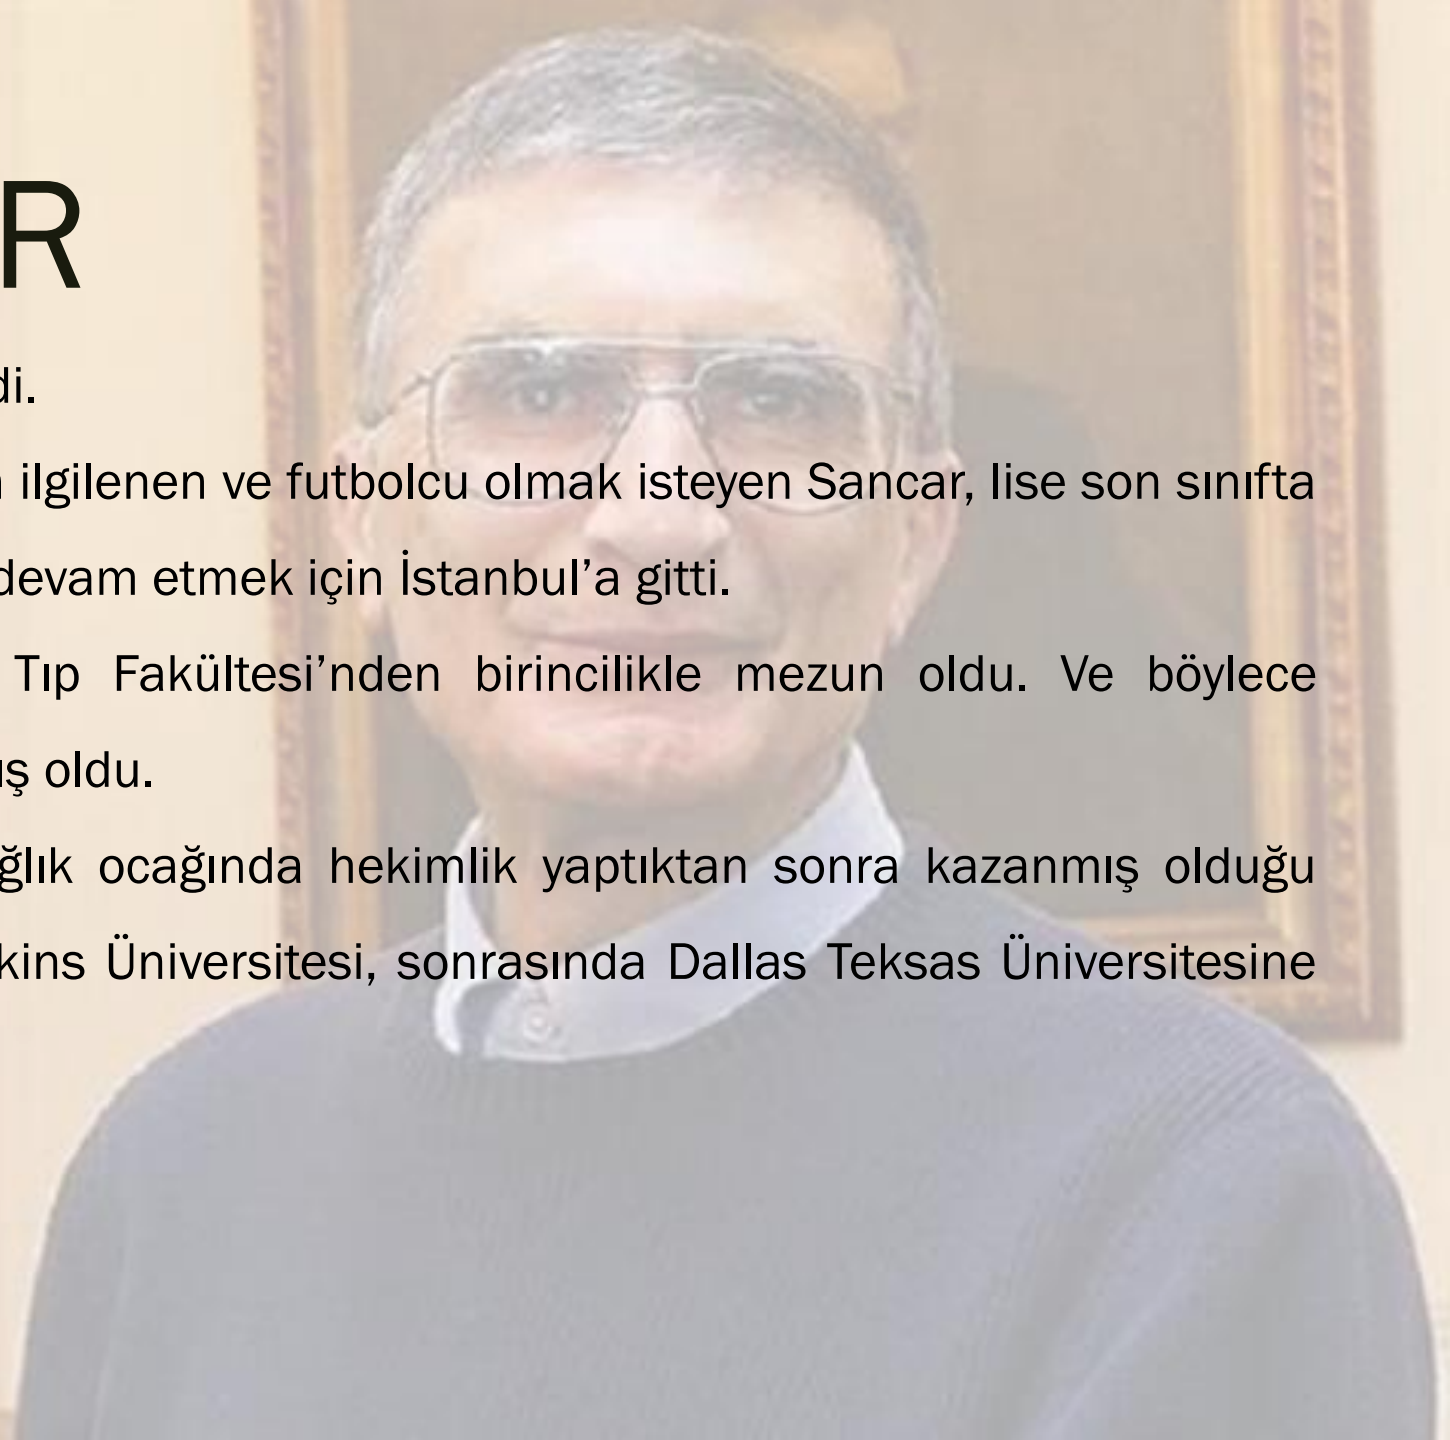 R
di.
ilgilenen ve futbolcu olmak isteyen Sancar, lise son sınıfta
devam etmek için İstanbul’a gitti.
Tıp Fakültesi’nden birincilikle mezun oldu. Ve böylece
ş oldu.
ğlık ocağında hekimlik yaptıktan sonra kazanmış olduğu
kins Üniversitesi, sonrasında Dallas Teksas Üniversitesine